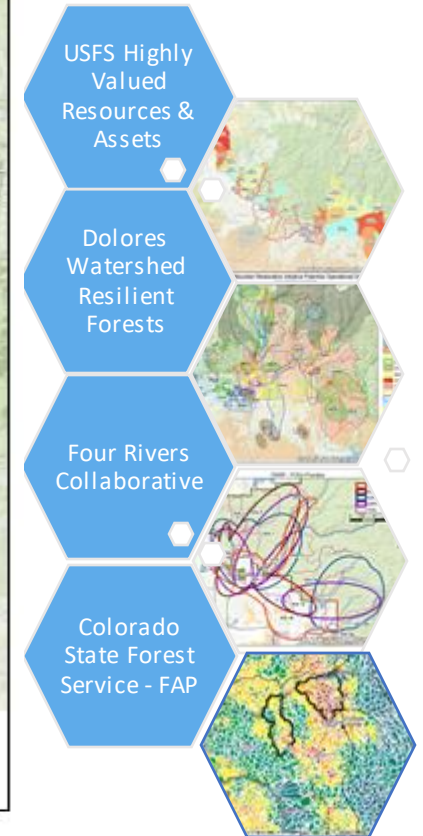 USFS Highly
Valued
Resources &
Assets
Dolores
Watershed
Resilient
Forests
Four Rivers
Collaborative
Colorado
State Forest
Service - FAP